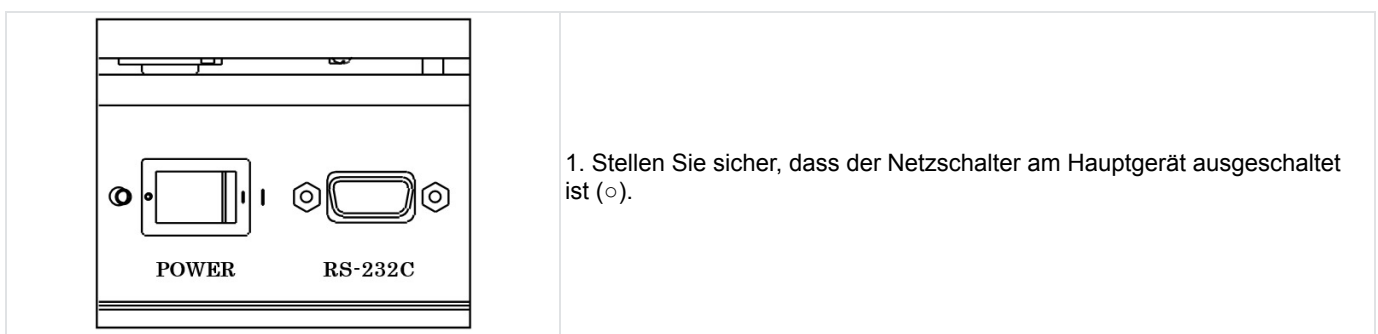 POWER
RS-232C
1. Stellen Sie sicher, dass der Netzschalter am Hauptgerät ausgeschaltet
ist (○).